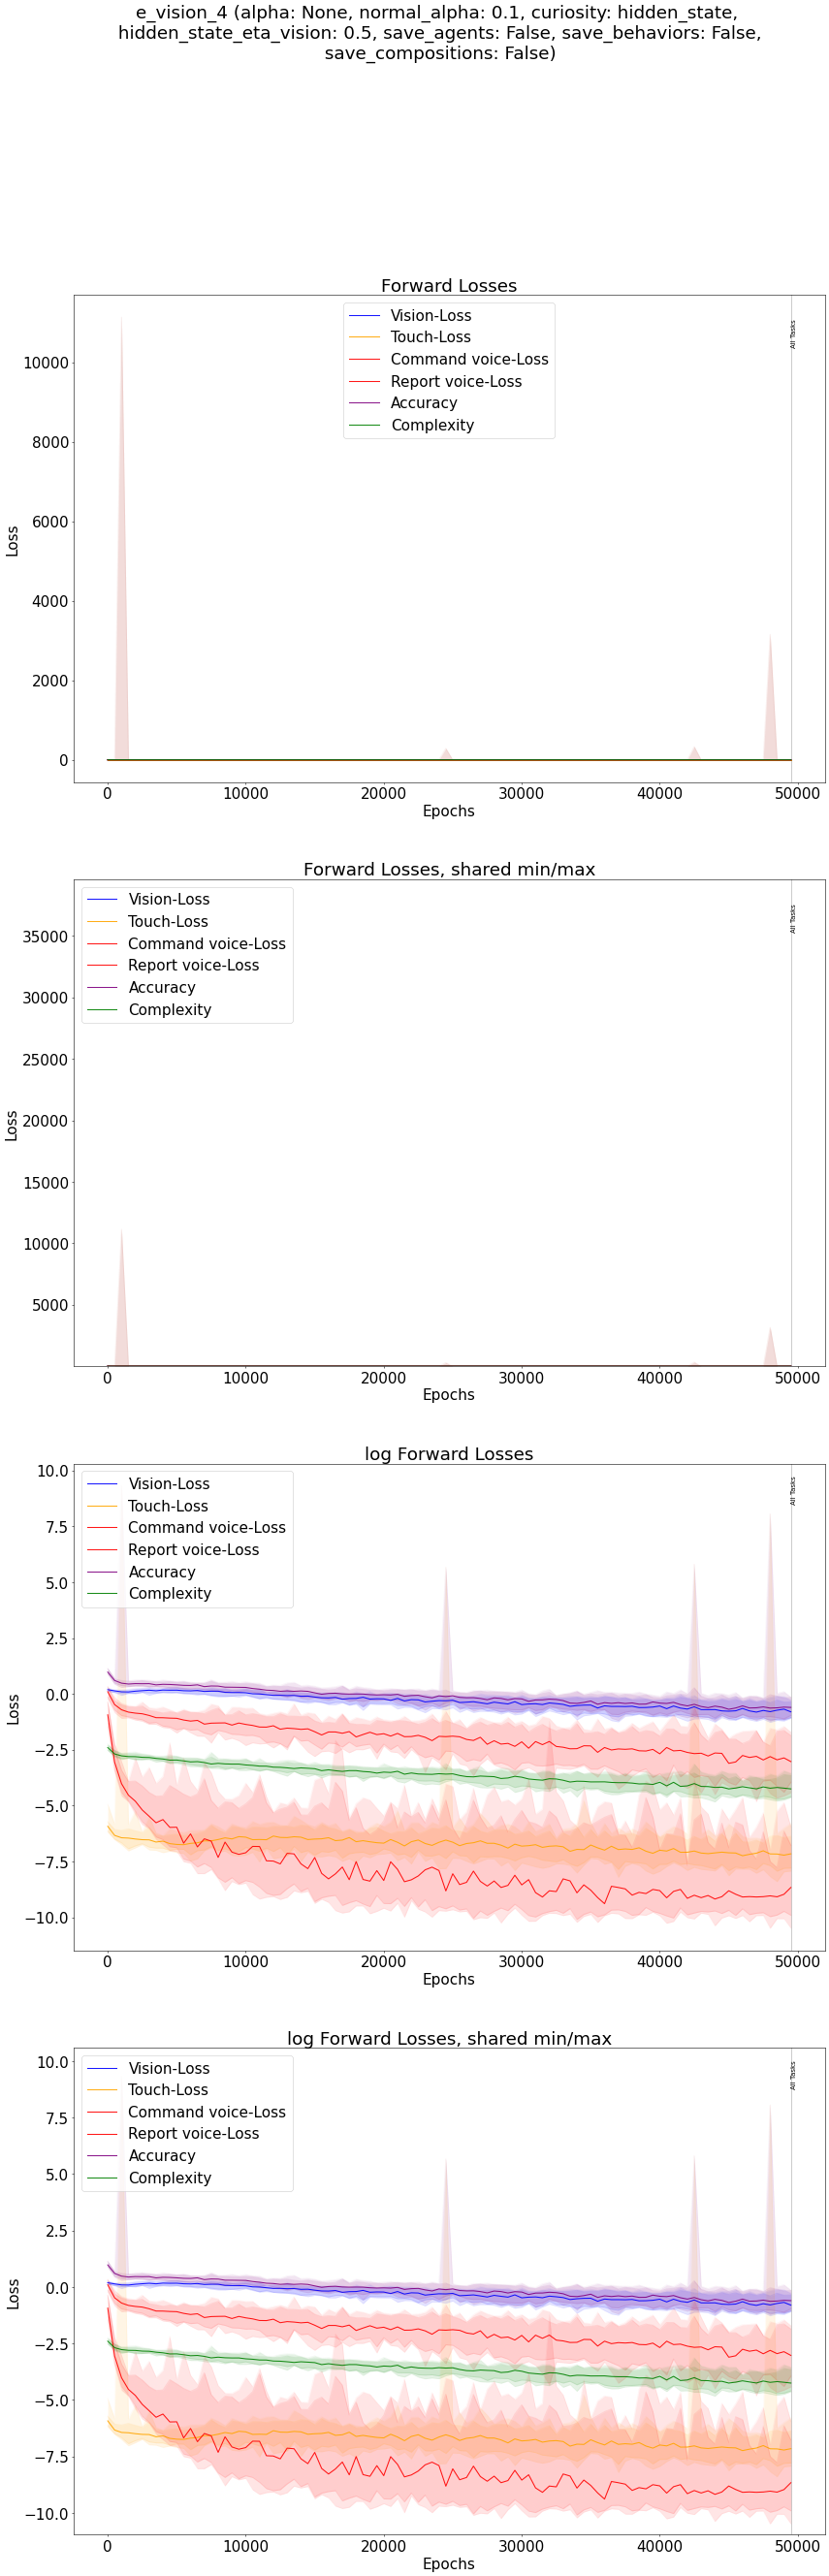 e_vision_4 (alpha: None, normal_alpha: 0.1, curiosity: hidden_state,
hidden_state_eta_vision: 0.5, save_agents: False, save_behaviors: False,
save_compositions: False)
Forward Losses
Vision-Loss
Touch-Loss
Command voice-Loss
Report voice-Loss
Accuracy
Complexity
All Tasks
10000
8000
6000
4000
2000
0
Loss
0 10000 20000 30000 40000 50000
Epochs
Forward Losses, shared min/max
Vision-Loss
Touch-Loss
Command voice-Loss
Report voice-Loss
Accuracy
Complexity
All Tasks
35000
30000
25000
20000
15000
10000
5000
Loss
0 10000 20000 30000 40000 50000
Epochs
log Forward Losses
Vision-Loss
Touch-Loss
Command voice-Loss
Report voice-Loss
Accuracy
Complexity
All Tasks
10.0
7.5
5.0
2.5
0.0
−2.5
−5.0
−7.5
−10.0
Loss
0 10000 20000 30000 40000 50000
Epochs
log Forward Losses, shared min/max
Vision-Loss
Touch-Loss
Command voice-Loss
Report voice-Loss
Accuracy
Complexity
All Tasks
10.0
7.5
5.0
2.5
0.0
−2.5
−5.0
−7.5
−10.0
Loss
0 10000 20000 30000 40000 50000
Epochs